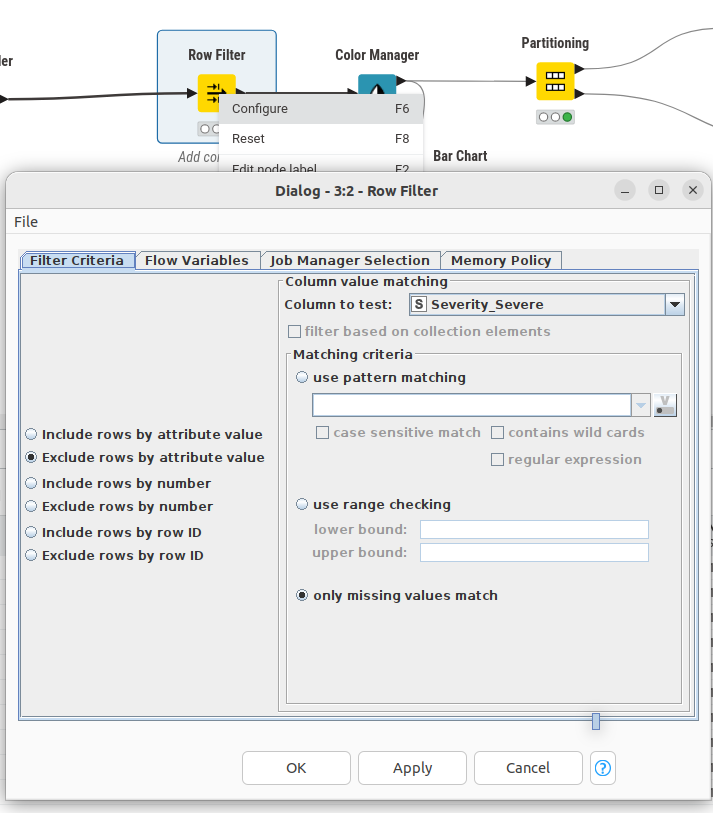 Partitioning
Row Filter
Color Manager
ler
Configure F6
Reset F8
Bar Chart
Add co
Edit node label F2
Dialog - 3:2 - Row Filter
File
Filter Criteria
Flow Variables
Job Manager Selection
Memory Policy
Column value matching
Column to test:
S Severity_Severe
filter based on collection elements
Matching criteria
use pattern matching
V
case sensitive match
contains wild cards
regular expression
Include rows by attribute value
Exclude rows by attribute value
Include rows by number
Exclude rows by number
Include rows by row ID
Exclude rows by row ID
use range checking
lower bound:
upper bound:
only missing values match
OK
Apply
Cancel
?